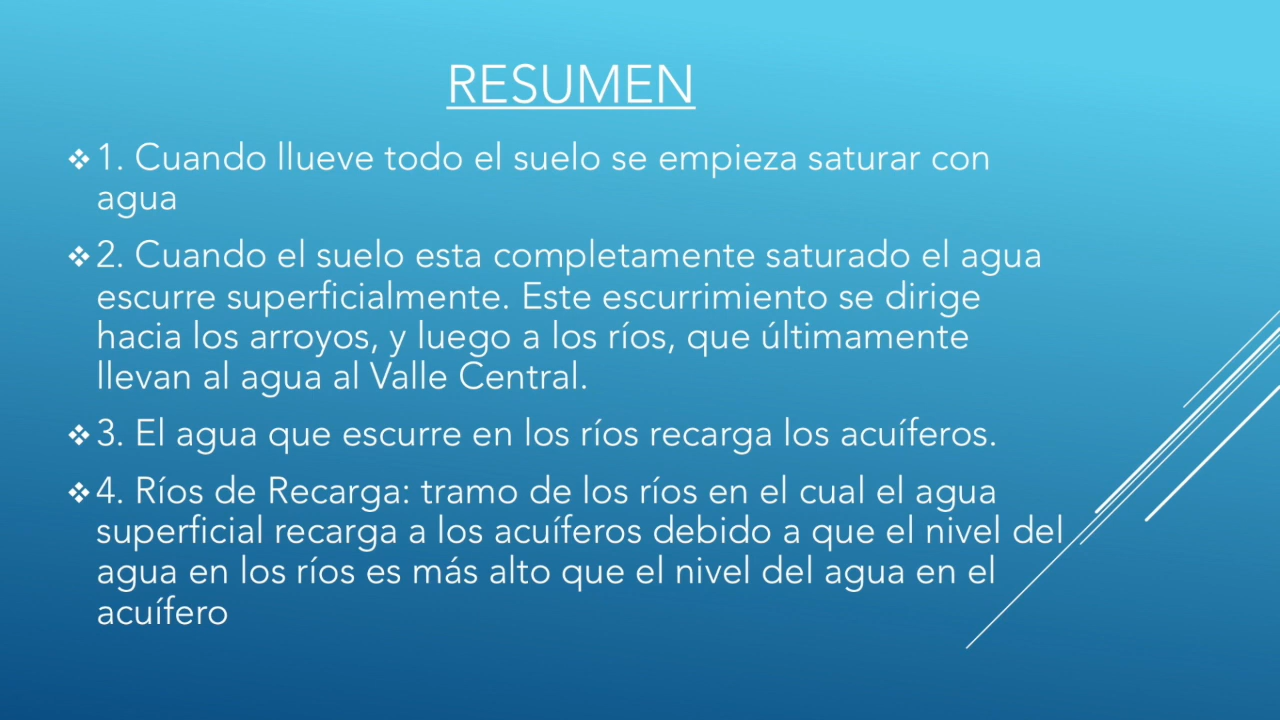 RESUMEN
❖ 1. Cuando llueve todo el suelo se empieza saturar con
agua
❖ 2. Cuando el suelo esta completamente saturado el agua
escurre superficialmente. Este escurrimiento se dirige
hacia los arroyos, y luego a los ríos, que últimamente
llevan al agua al Valle Central.
❖ 3. El agua que escurre en los ríos recarga los acuíferos.
❖ 4. Ríos de Recarga: tramo de los ríos en el cual el agua
superficial recarga a los acuíferos debido a que el nivel del
agua en los ríos es más alto que el nivel del agua en el
acuífero